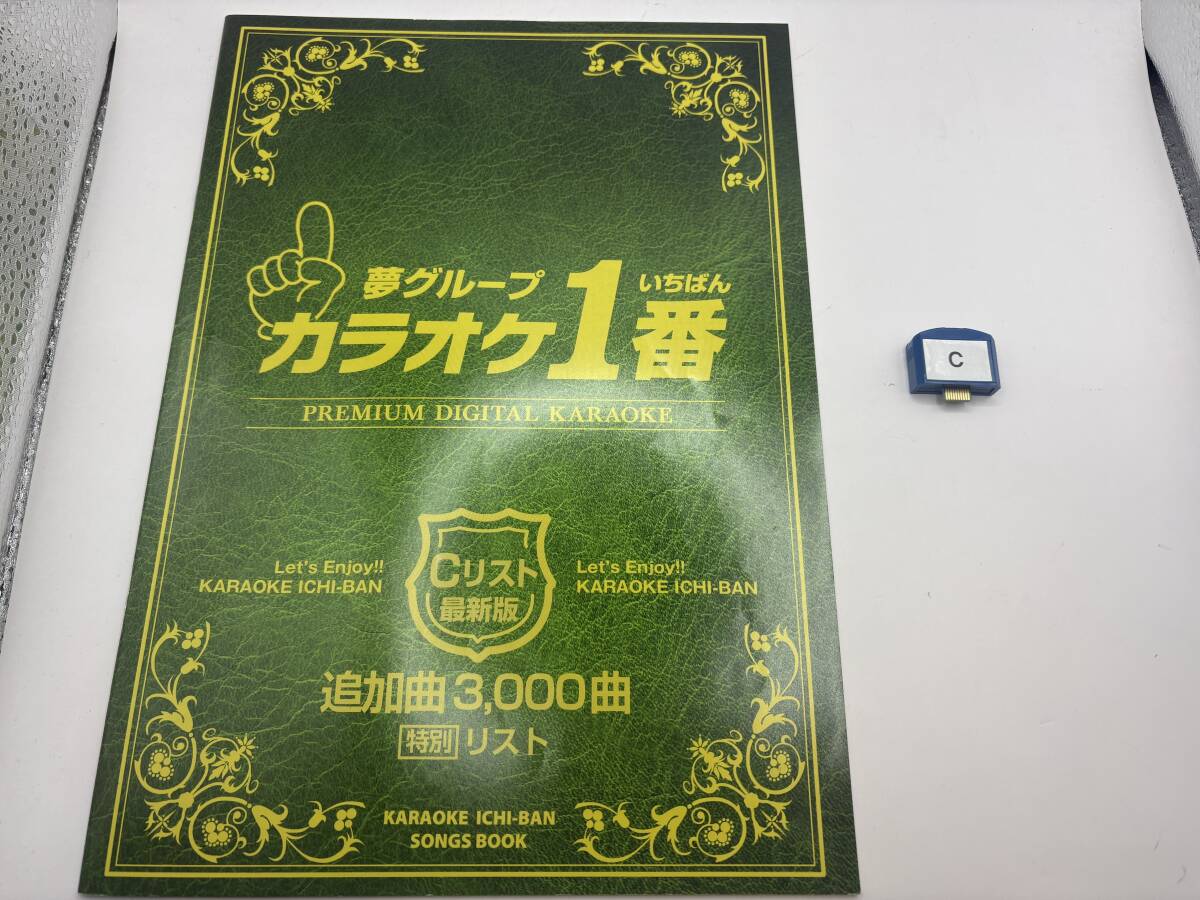 夢グループ
いちばん
カラオケ1番
PREMIUM DIGITAL KARAOKE
Let's Enjoy!!
KARAOKE ICHI-BAN
Cリスト
最新版
Let's Enjoy!!
KARAOKE ICHI-BAN
追加曲3,000曲
特別 リスト
KARAOKE ICHI-BAN
SONGS BOOK
C